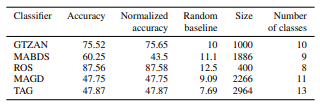 Classifier Accuracy Normalized accuracy Random baseline Size Number of classes
GTZAN 75.52 75.65 10 1000 10
MABDS 60.25 43.5 11.1 1886 9
ROS 87.56 87.58 12.5 400 8
MAGD 47.75 47.75 9.09 2266 11
TAG 47.87 47.87 7.69 2964 13